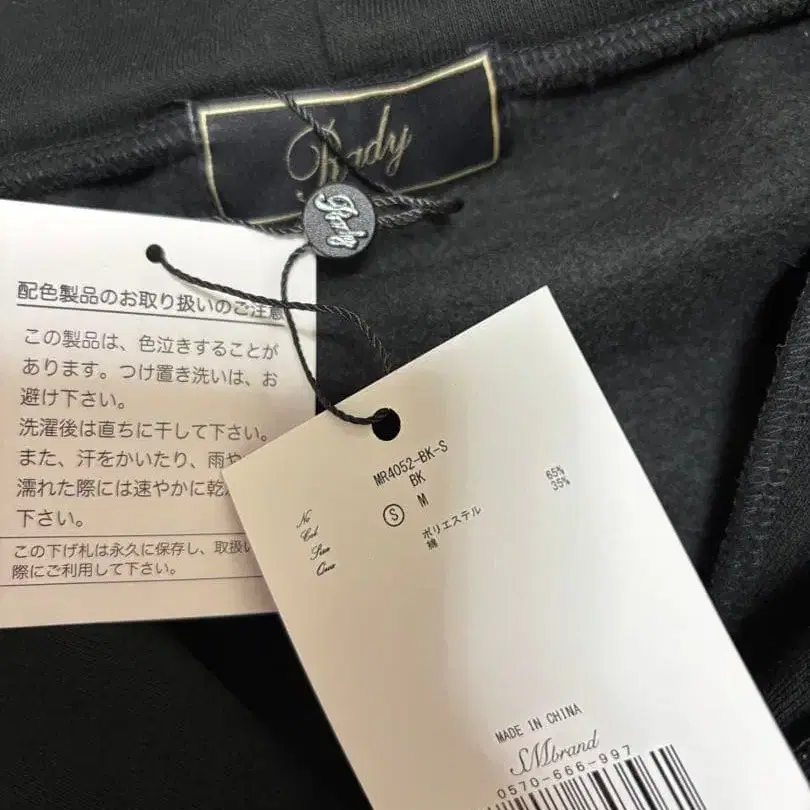 Rady
Rady
配色製品のお取り扱いのご注意
この製品は、色泣きすることが
あります。つけ置き洗いは、お
避け下さい。
洗濯後は直ちに干して下さい。
また、汗をかいたり、雨や
濡れた際には速やかに乾
下さい。
この下げ札は永久に保存し、取扱い
際にご利用して下さい。
No MR4052-BK-S
Col BK
Size S M
Qual ポリエステル 65%
綿 35%
MADE IN CHINA
SMbrand
0570-666-997